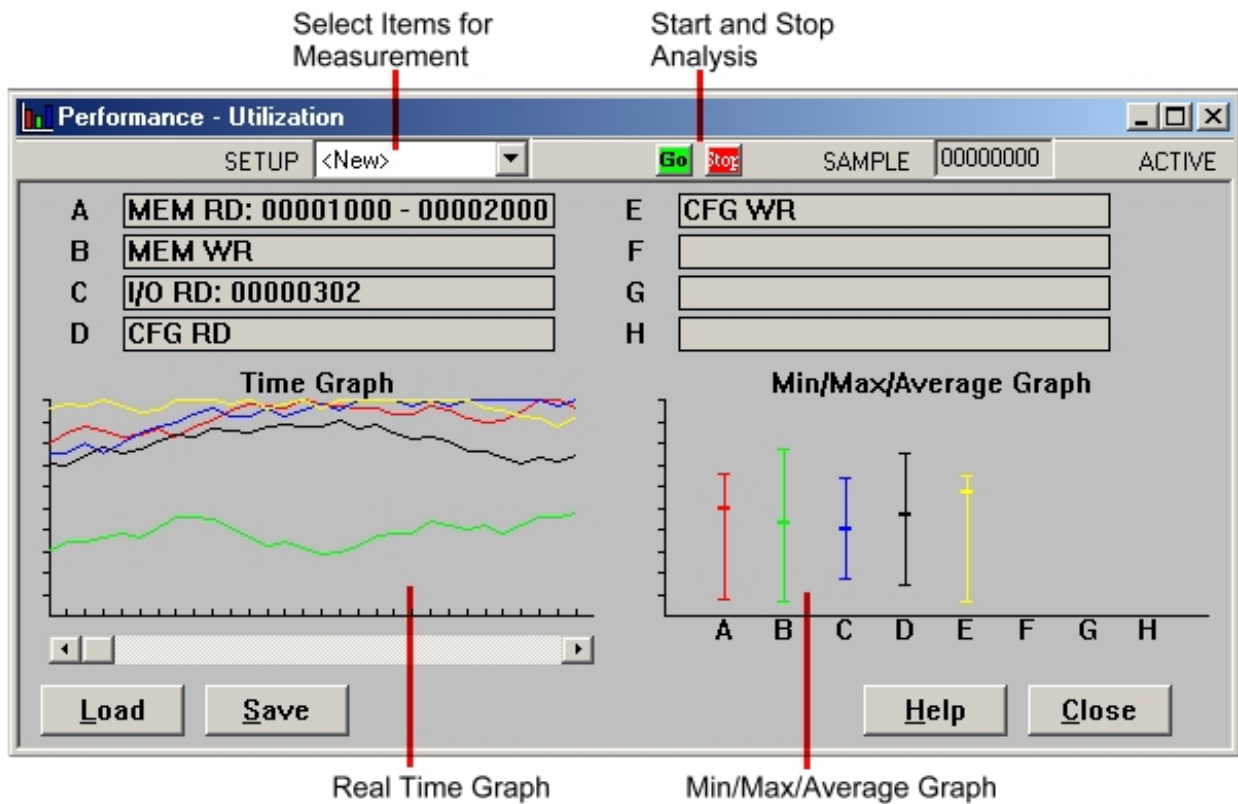 Select Items for
Measurement
Start and Stop
Analysis
Performance - Utilization
SETUP <New> Go Stop SAMPLE 00000000 ACTIVE
A MEM RD: 00001000 - 00002000 E CFG WR
B MEM WR F
C I/O RD: 00000302 G
D CFG RD H
Time Graph Min/Max/Average Graph
A B C D E F G H
Load Save Help Close
Real Time Graph Min/Max/Average Graph